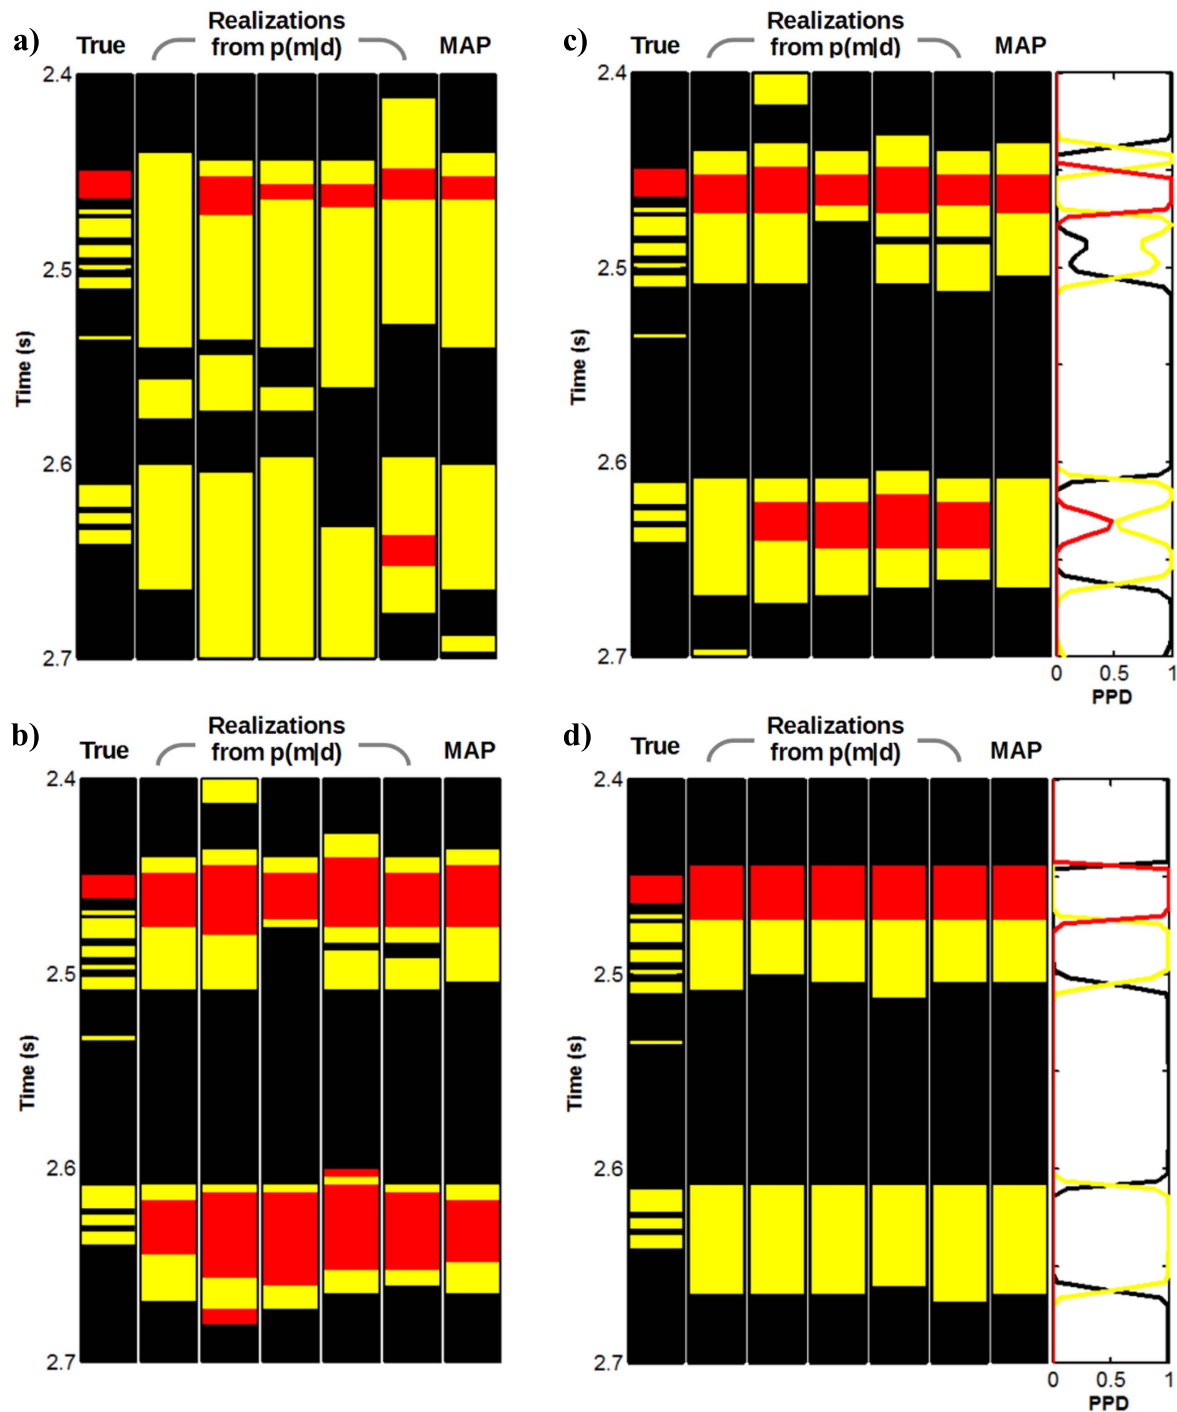 a)
Realizations
True
from p(m|d)
MAP
2.4
2.5
Time (s)
2.6
2.7
c)
Realizations
True
from p(m|d)
MAP
2.4
2.5
Time (s)
2.6
2.7
0 0.5 1
PPD
b)
Realizations
True
from p(m|d)
MAP
2.4
2.5
Time (s)
2.6
2.7
d)
Realizations
True
from p(m|d)
MAP
2.4
2.5
Time (s)
2.6
2.7
0 0.5 1
PPD